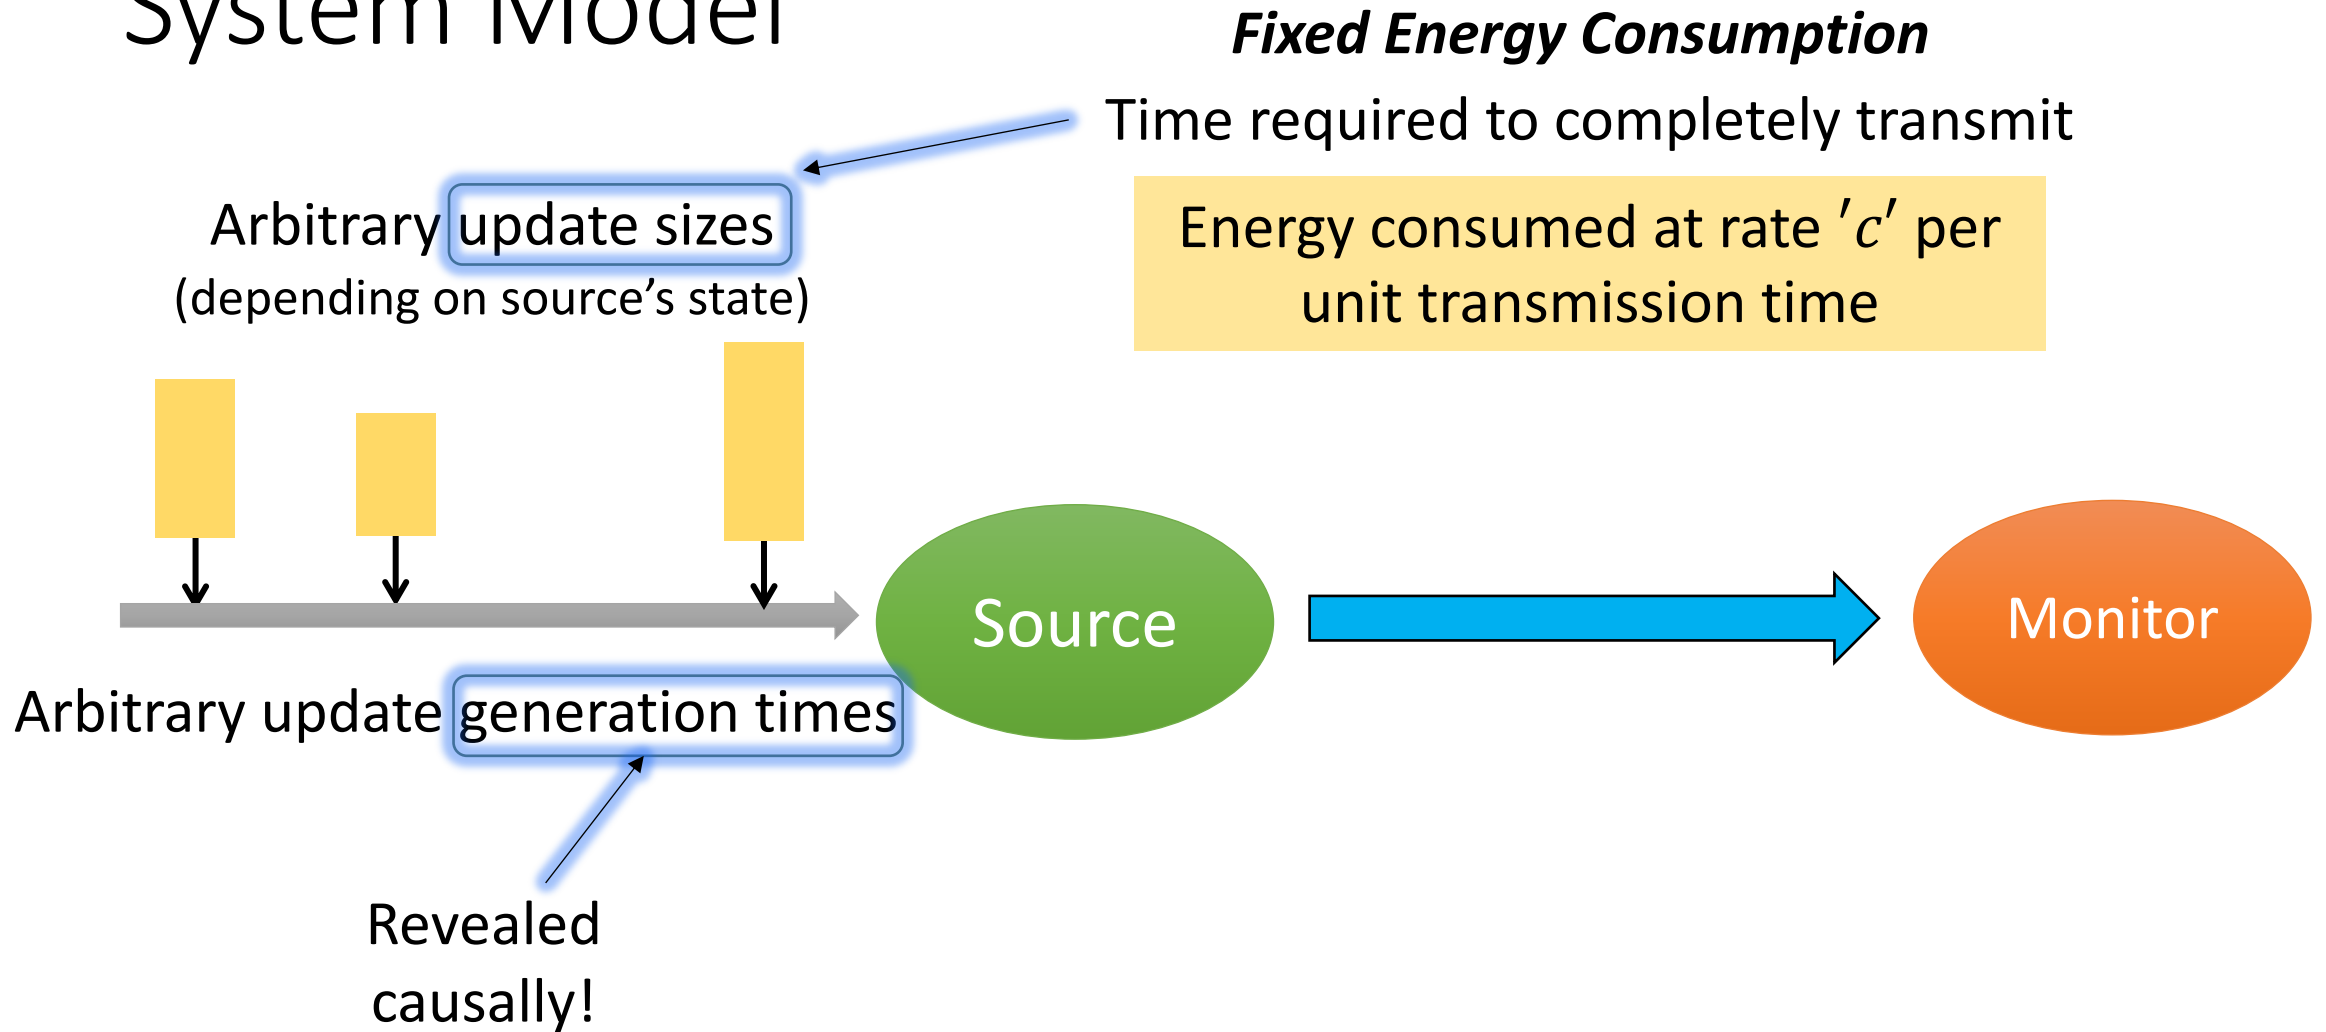 System Model
Fixed Energy Consumption
Time required to completely transmit
Arbitrary update sizes
(depending on source’s state)
Energy consumed at rate ′c′ per
unit transmission time
Source
Monitor
Arbitrary update generation times
Revealed
causally!